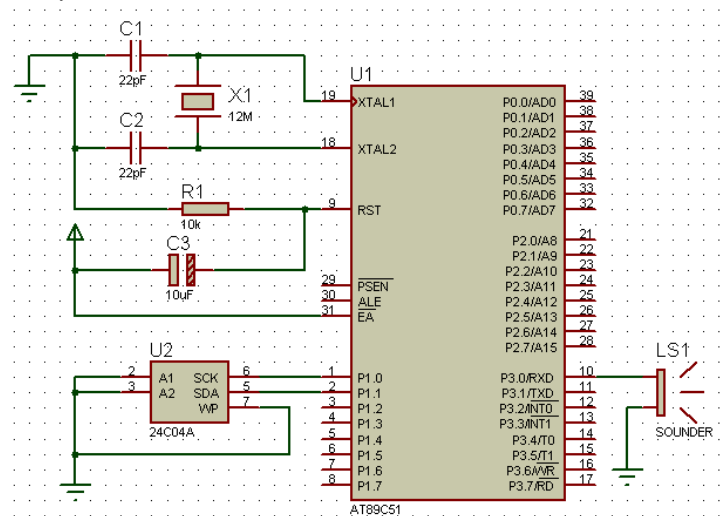 C1
22pF
X1
12M
C2
22pF
R1
10k
C3
10uF
U1
19 XTAL1
18 XTAL2
9 RST
29 PSEN
30 ALE
31 EA
1 P1.0
2 P1.1
3 P1.2
4 P1.3
5 P1.4
6 P1.5
7 P1.6
8 P1.7
P0.0/AD0 39
P0.1/AD1 38
P0.2/AD2 37
P0.3/AD3 36
P0.4/AD4 35
P0.5/AD5 34
P0.6/AD6 33
P0.7/AD7 32
P2.0/A8 21
P2.1/A9 22
P2.2/A10 23
P2.3/A11 24
P2.4/A12 25
P2.5/A13 26
P2.6/A14 27
P2.7/A15 28
P3.0/RXD 10
P3.1/TXD 11
P3.2/INT0 12
P3.3/INT1 13
P3.4/T0 14
P3.5/T1 15
P3.6/WR 16
P3.7/RD 17
AT89C51
U2
2 A1 SCK 6
3 A2 SDA 5
WP 7
24C04A
LS1
SOUNDER